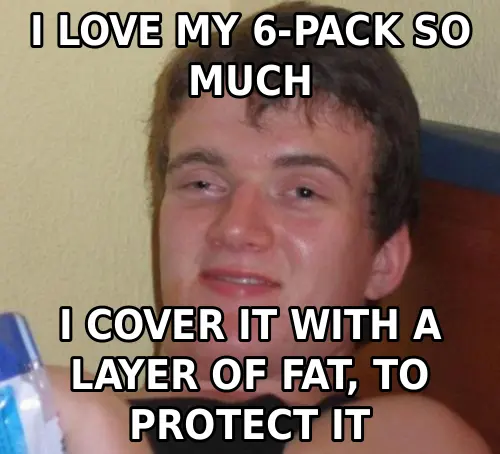 I LOVE MY 6-PACK SO
MUCH
I COVER IT WITH A
LAYER OF FAT, TO
PROTECT IT